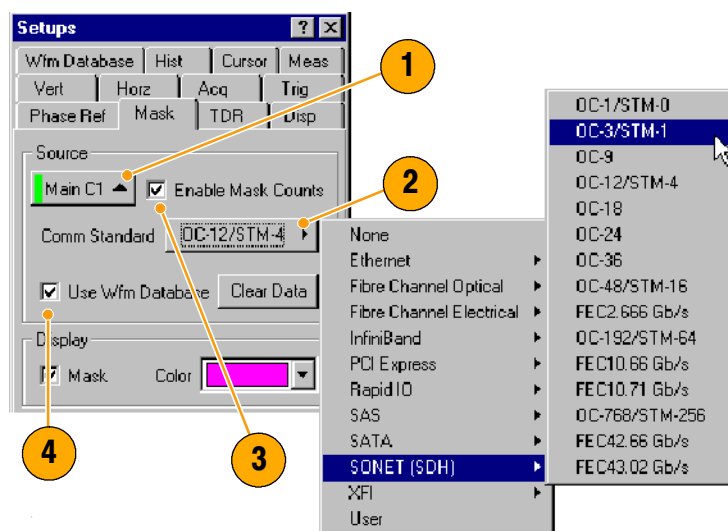 Setups
Wfm Database Hist Cursor Meas
Vert Horz Acq Trig
Phase Ref Mask TDR Disp
Source
Main C1 Enable Mask Counts
Comm Standard OC-12/STM-4
Use Wfm Database Clear Data
Display
Mask Color
1
2
3
4
None
Ethernet
Fibre Channel Optical
Fibre Channel Electrical
InfiniBand
PCI Express
Rapid IO
SAS
SATA
SONET (SDH)
XFI
User
OC-1/STM-0
OC-3/STM-1
OC-9
OC-12/STM-4
OC-18
OC-24
OC-36
OC-48/STM-16
FEC2.666 Gb/s
OC-192/STM-64
FEC10.66 Gb/s
FEC10.71 Gb/s
OC-768/STM-256
FEC42.66 Gb/s
FEC43.02 Gb/s